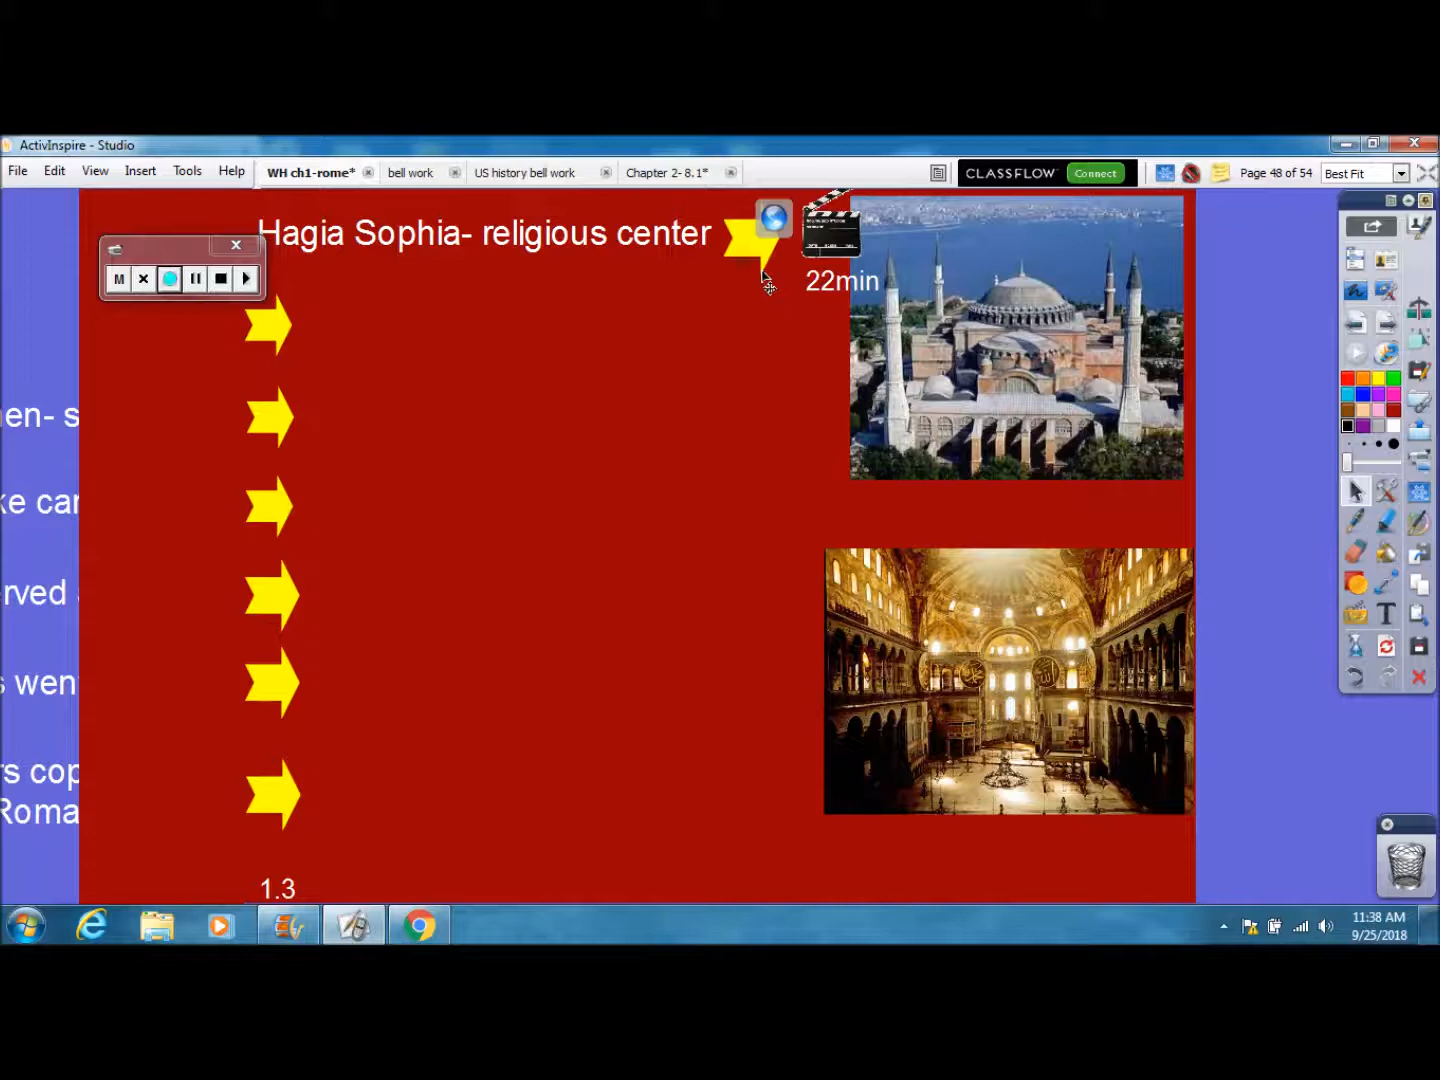 ActivInspire - Studio
File Edit View Insert Tools Help WH ch1-rome* bell work US history bell work Chapter 2- 8.1* CLASSFLOW Connect Page 48 of 54 Best Fit
Hagia Sophia- religious center
M
22min
en- s
ke car
rved
s wen
rs cop
Roma
1.3
T
11:38 AM
9/25/2018